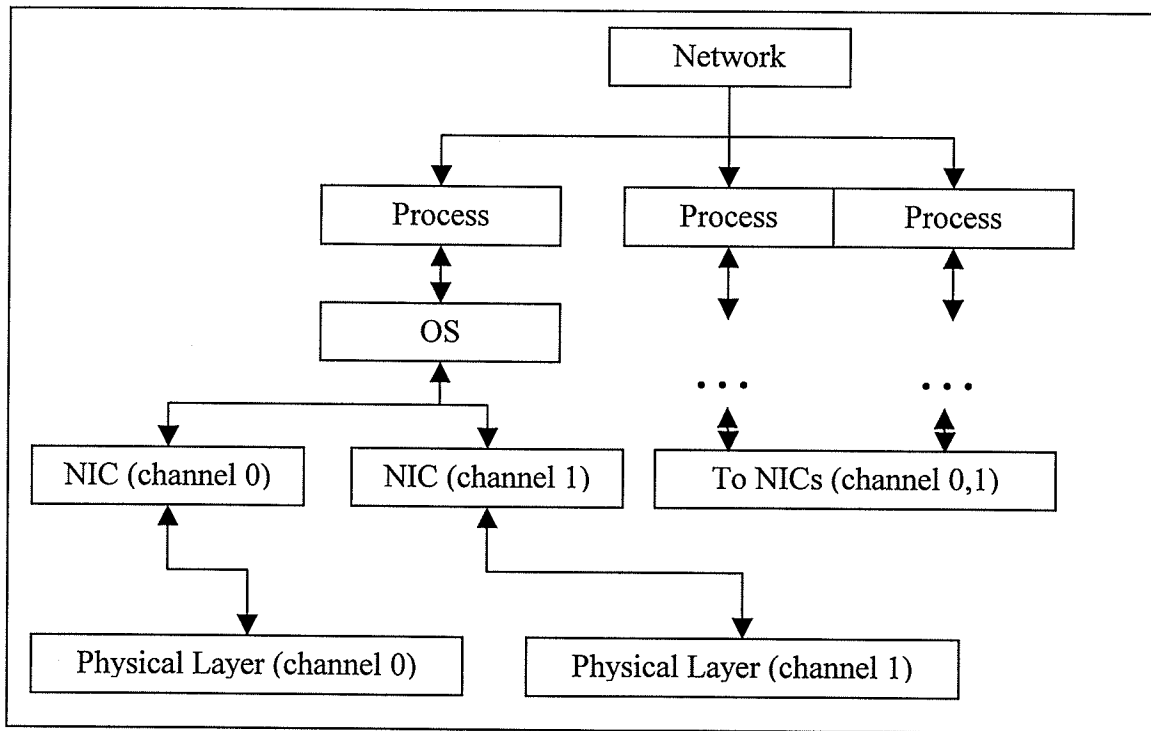 Network
Process
Process
Process
OS
...
...
NIC (channel 0)
NIC (channel 1)
To NICs (channel 0,1)
Physical Layer (channel 0)
Physical Layer (channel 1)